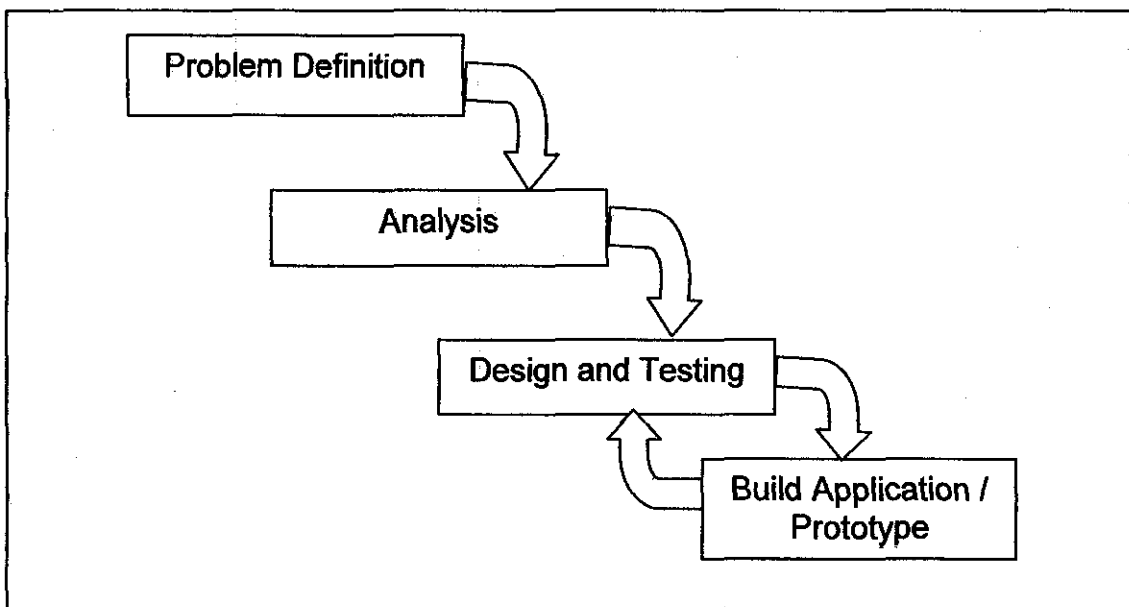 Problem Definition
Analysis
Design and Testing
Build Application /
Prototype